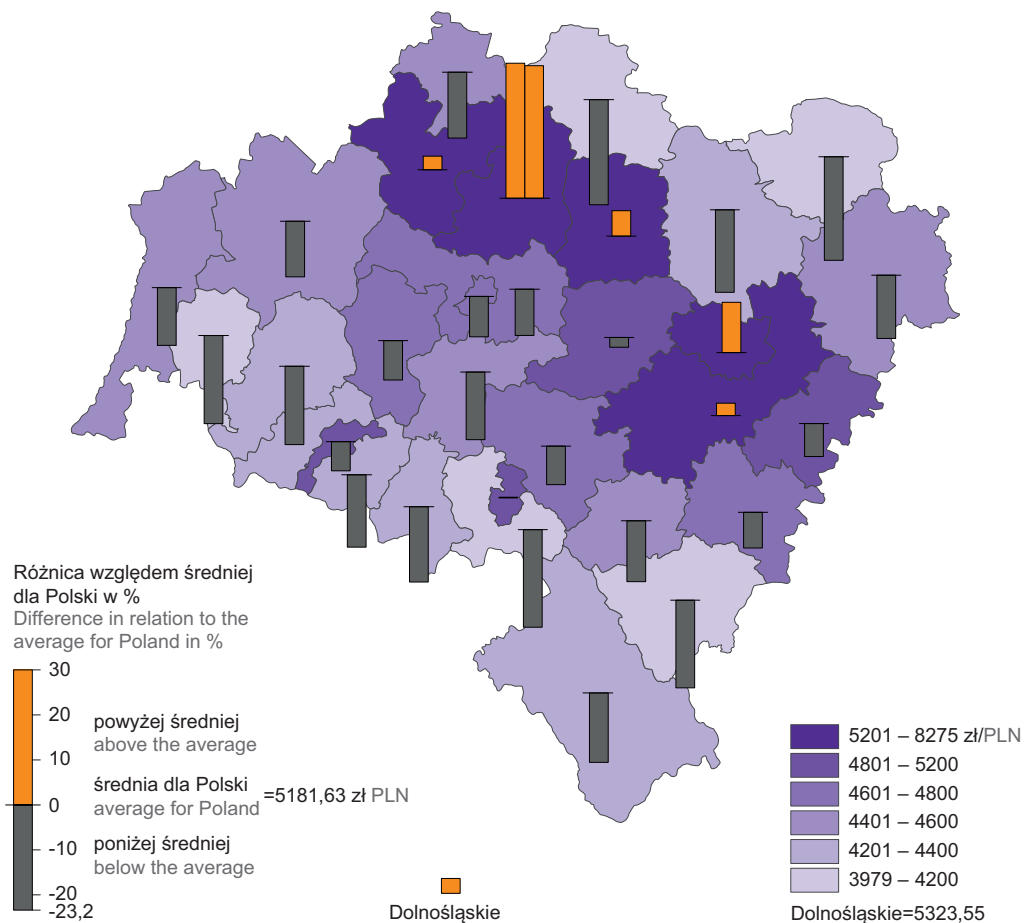 Różnica względem średniej
dla Polski w %
Difference in relation to the
average for Poland in %
30
20
10
0
-10
-20
-23,2
powyżej średniej
above the average
średnia dla Polski
average for Poland
=5181,63 zł PLN
poniżej średniej
below the average
Dolnośląskie
5201 – 8275 zł/PLN
4801 – 5200
4601 – 4800
4401 – 4600
4201 – 4400
3979 – 4200
Dolnośląskie=5323,55